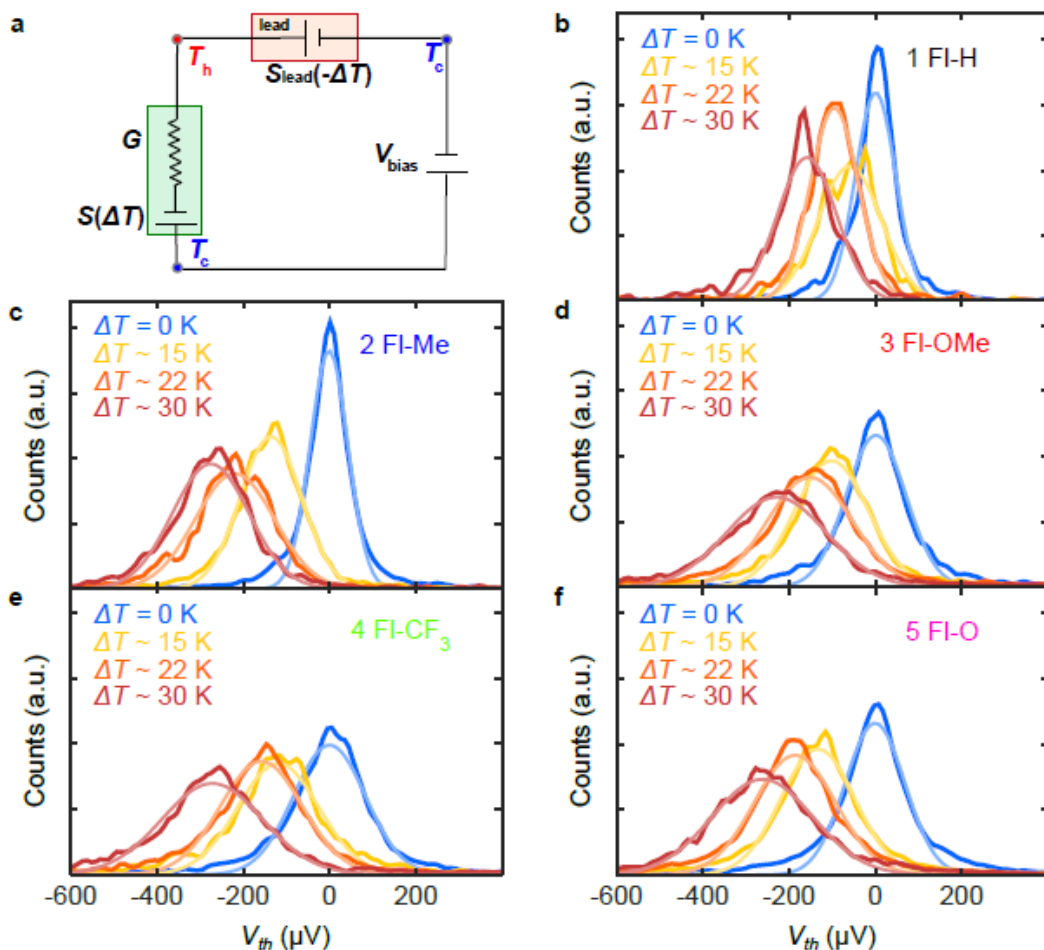 a
lead
T_h
T_c
S_lead(-ΔT)
G
V_bias
S(ΔT)
T_c
b
ΔT = 0 K
ΔT ~ 15 K
ΔT ~ 22 K
ΔT ~ 30 K
1 FI-H
Counts (a.u.)
c
ΔT = 0 K
ΔT ~ 15 K
ΔT ~ 22 K
ΔT ~ 30 K
2 FI-Me
Counts (a.u.)
d
ΔT = 0 K
ΔT ~ 15 K
ΔT ~ 22 K
ΔT ~ 30 K
3 FI-OMe
Counts (a.u.)
e
ΔT = 0 K
ΔT ~ 15 K
ΔT ~ 22 K
ΔT ~ 30 K
4 FI-CF₃
Counts (a.u.)
-600 -400 -200 0 200
V_th (µV)
f
ΔT = 0 K
ΔT ~ 15 K
ΔT ~ 22 K
ΔT ~ 30 K
5 FI-O
Counts (a.u.)
-600 -400 -200 0 200
V_th (µV)